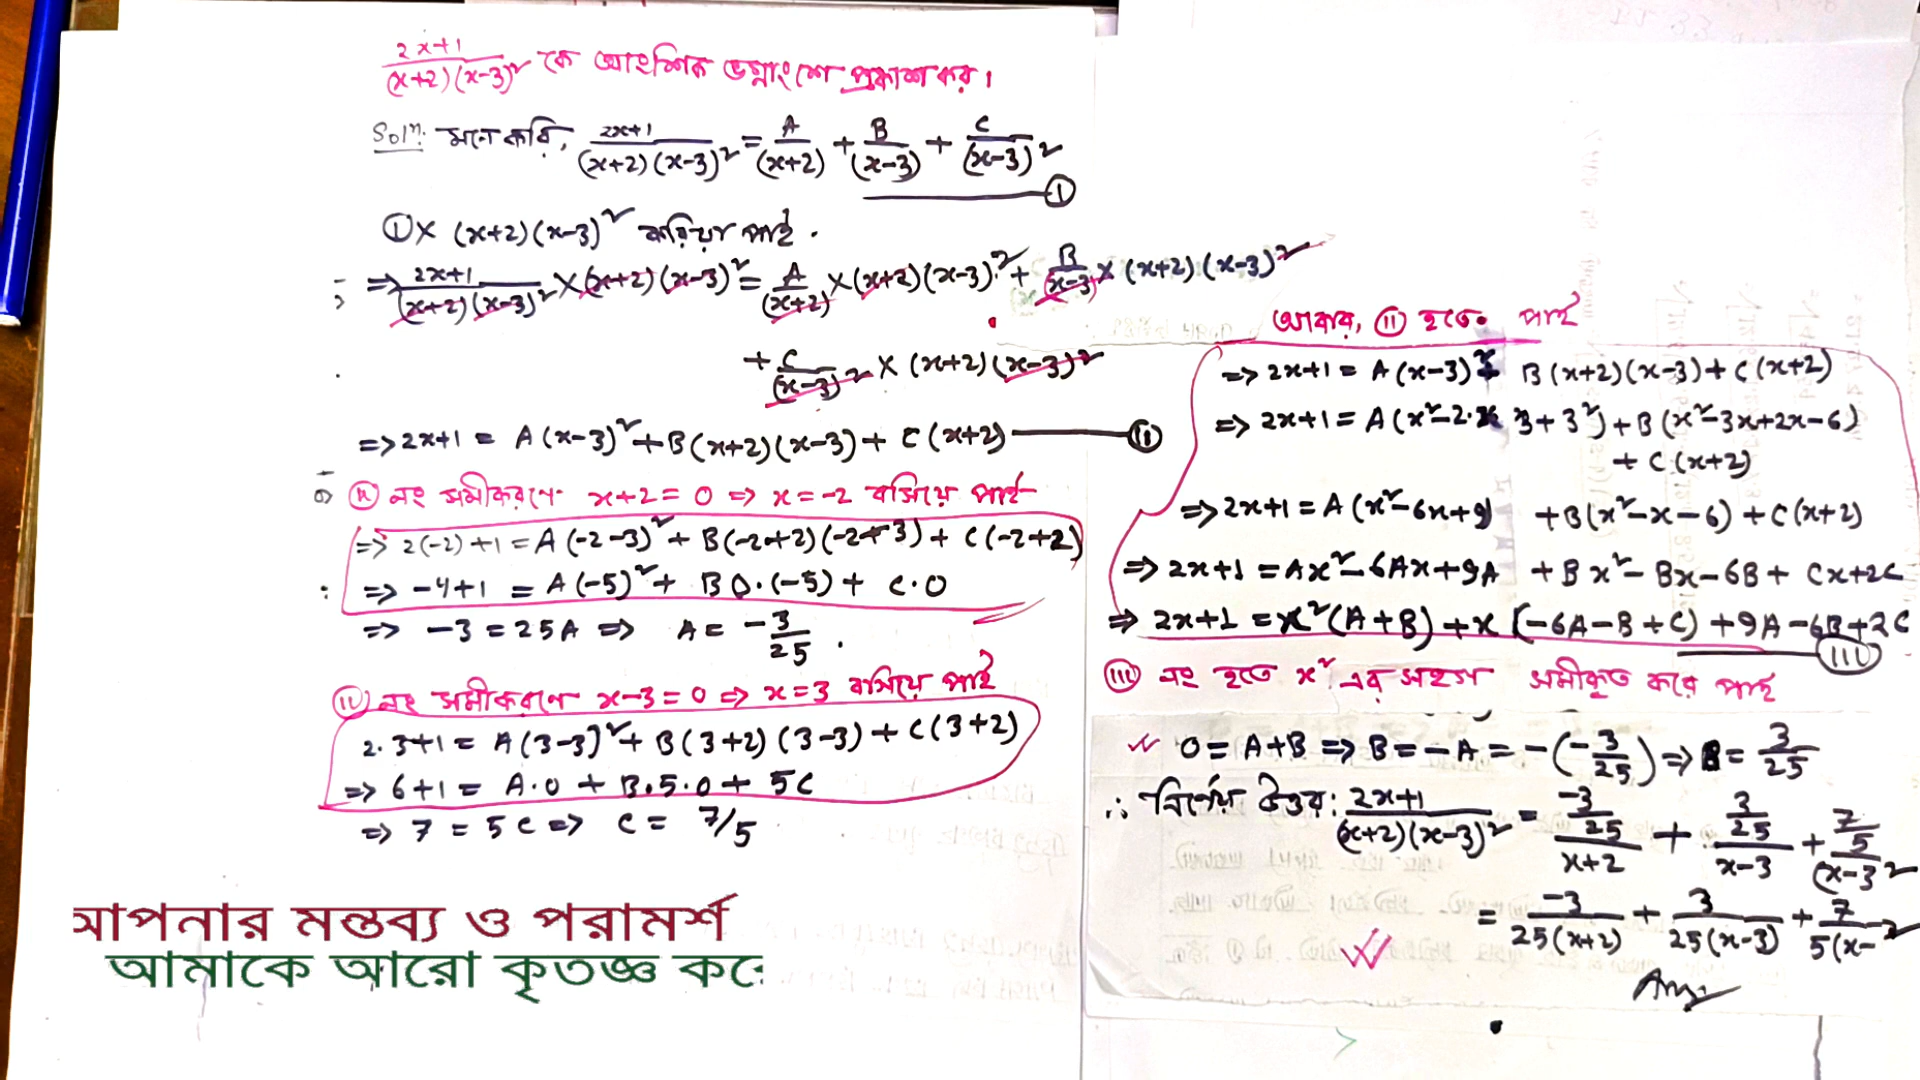 2x+1/(x+2)(x-3)² কে আংশিক ভগ্নাংশে প্রকাশ কর।
Solⁿ: মনে করি, 2x+1/(x+2)(x-3)² = A/(x+2) + B/(x-3) + C/(x-3)² ——— (i)
(i) × (x+2)(x-3)² করিয়া পাই.
⇒ 2x+1/(x+2)(x-3)² × (x+2)(x-3)² = A/(x+2) × (x+2)(x-3)² + B/(x-3) × (x+2)(x-3)²
+ C/(x-3)² × (x+2)(x-3)²
⇒ 2x+1 = A(x-3)² + B(x+2)(x-3) + C(x+2) ——— (ii)
(ii) নং সমীকরণে x+2 = 0 ⇒ x = -2 বসিয়ে পাই
⇒ 2(-2)+1 = A(-2-3)² + B(-2+2)(-2-3) + C(-2+2)
⇒ -4+1 = A(-5)² + B0·(-5) + C·0
⇒ -3 = 25A ⇒ A = -3/25.
(ii) নং সমীকরণে x-3 = 0 ⇒ x = 3 বসিয়ে পাই
2·3+1 = A(3-3)² + B(3+2)(3-3) + C(3+2)
⇒ 6+1 = A·0 + B·5·0 + 5C
⇒ 7 = 5C ⇒ C = 7/5
আপনার মন্তব্য ও পরামর্শ
আমাকে আরো কৃতজ্ঞ করে
আবার, (ii) হতে পাই
⇒ 2x+1 = A(x-3)² + B(x+2)(x-3) + C(x+2)
⇒ 2x+1 = A(x²-2·x 3+3²) + B(x²-3x+2x-6)
+ C(x+2)
⇒ 2x+1 = A(x²-6x+9) + B(x²-x-6) + C(x+2)
⇒ 2x+1 = Ax²-6Ax+9A + Bx²-Bx-6B + Cx+2C
⇒ 2x+1 = x²(A+B) + x(-6A-B+C) + 9A-6B+2C ——— (iii)
(iii) নং হতে x² এর সহগ সমীকৃত করে পাই
0 = A+B ⇒ B = -A = -(-3/25) ⇒ B = 3/25
∴ নির্ণেয় উত্তর: 2x+1/(x+2)(x-3)² = -3/25/x+2 + 3/25/x-3 + 7/5/(x-3²
= -3/25(x+2) + 3/25(x-3) + 7/5(x-²
Ans